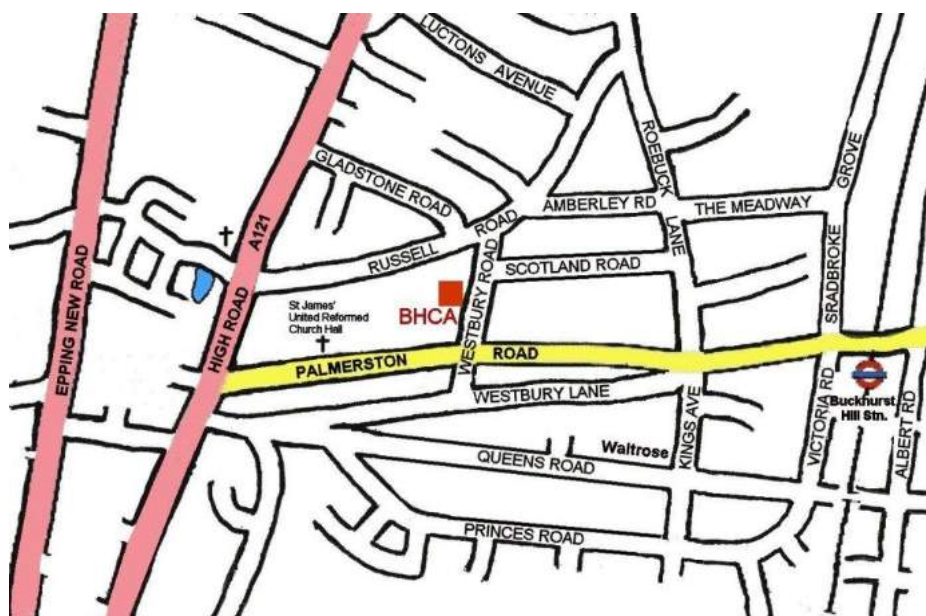 LUCTONS AVENUE
ROEBUCK LANE
GROVE
GLADSTONE ROAD
AMBERLEY RD
THE MEADWAY
A121
RUSSELL ROAD
WESTBURY ROAD
SCOTLAND ROAD
SRADBROKE
EPPING NEW ROAD
HIGH ROAD
St James'
United Reformed
Church Hall
BHCA
PALMERSTON ROAD
WESTBURY LANE
KINGS AVE
VICTORIA RD
Buckhurst
Hill Stn.
ALBERT RD
Waltrose
QUEENS ROAD
PRINCES ROAD